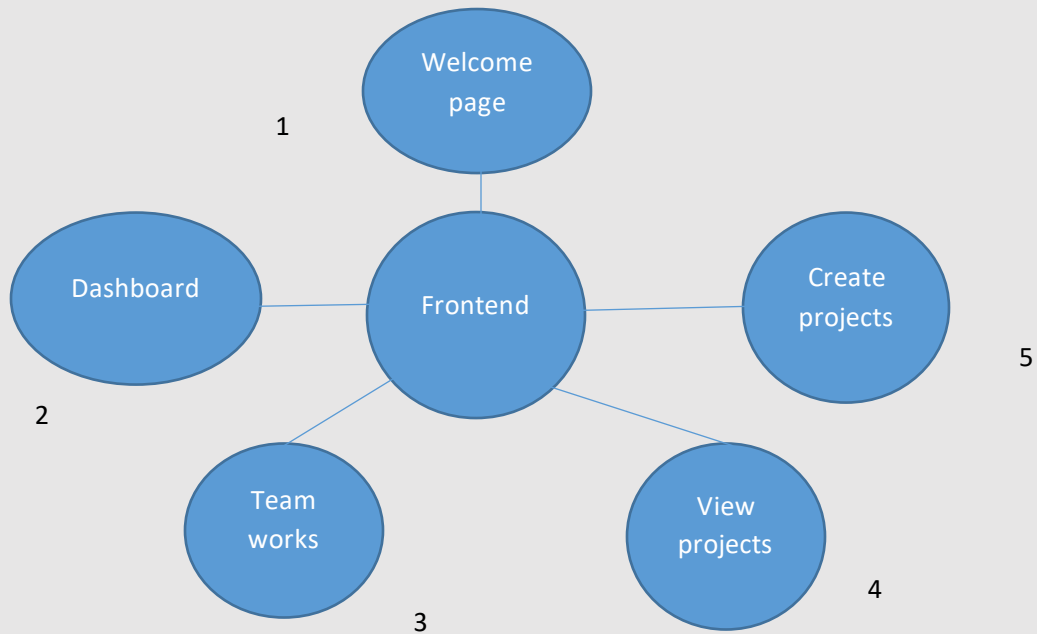 Welcome
page
1
Dashboard
Frontend
Create
projects
5
2
Team
works
View
projects
4
3